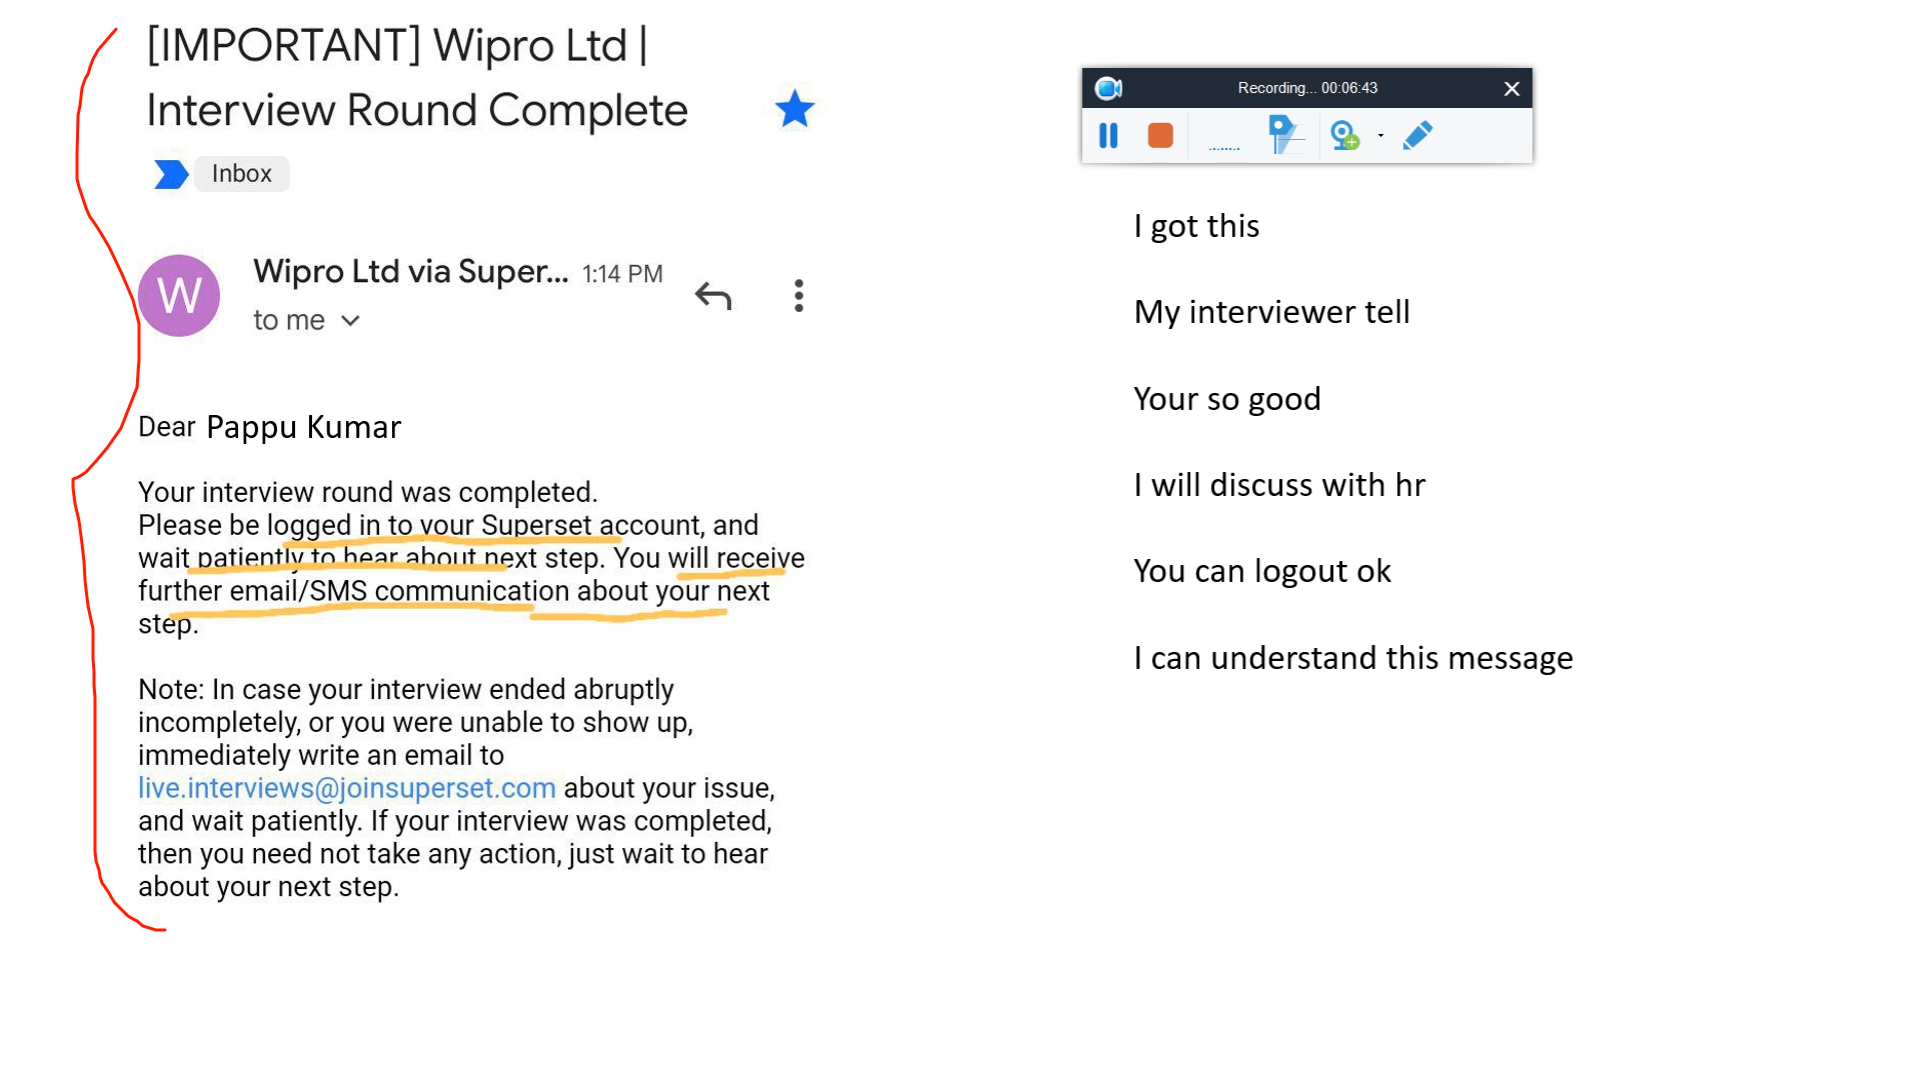 [IMPORTANT] Wipro Ltd |
Interview Round Complete
Inbox
W
Wipro Ltd via Super... 1:14 PM
to me
Dear Pappu Kumar
Your interview round was completed.
Please be logged in to your Superset account, and
wait patiently to hear about next step. You will receive
further email/SMS communication about your next
step.
Note: In case your interview ended abruptly
incompletely, or you were unable to show up,
immediately write an email to
live.interviews@joinsuperset.com about your issue,
and wait patiently. If your interview was completed,
then you need not take any action, just wait to hear
about your next step.
Recording... 00:06:43
I got this
My interviewer tell
Your so good
I will discuss with hr
You can logout ok
I can understand this message